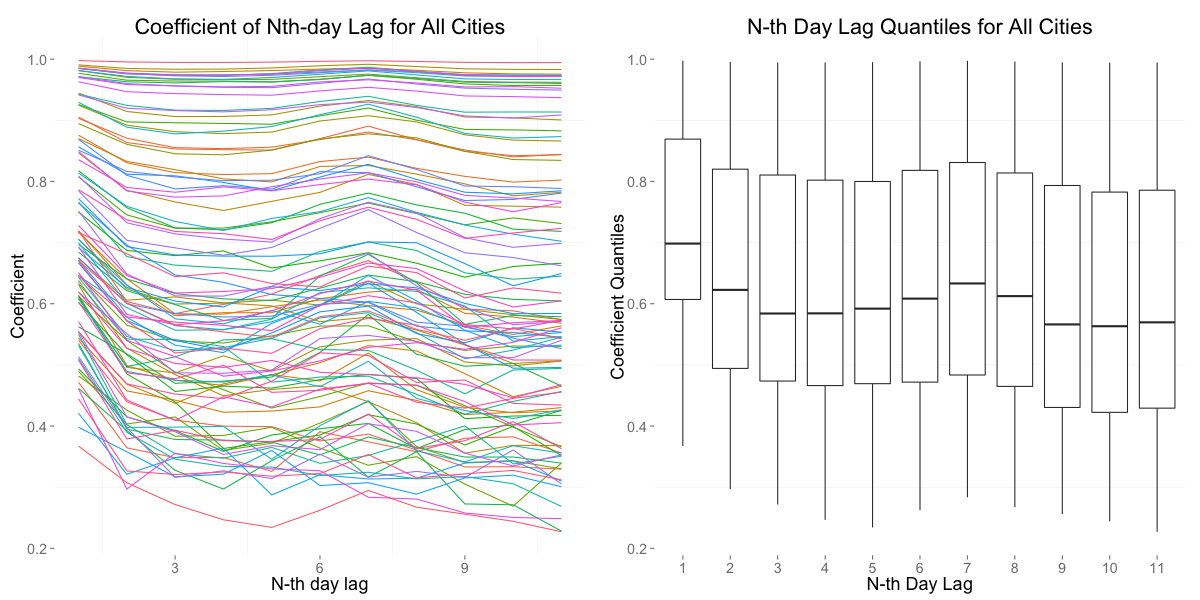 Coefficient of Nth-day Lag for All Cities
1.0
0.8
0.6
0.4
0.2
Coefficient
3
6
9
N-th day lag
N-th Day Lag Quantiles for All Cities
1.0
0.8
0.6
0.4
0.2
Coefficient Quantiles
1 2 3 4 5 6 7 8 9 10 11
N-th Day Lag